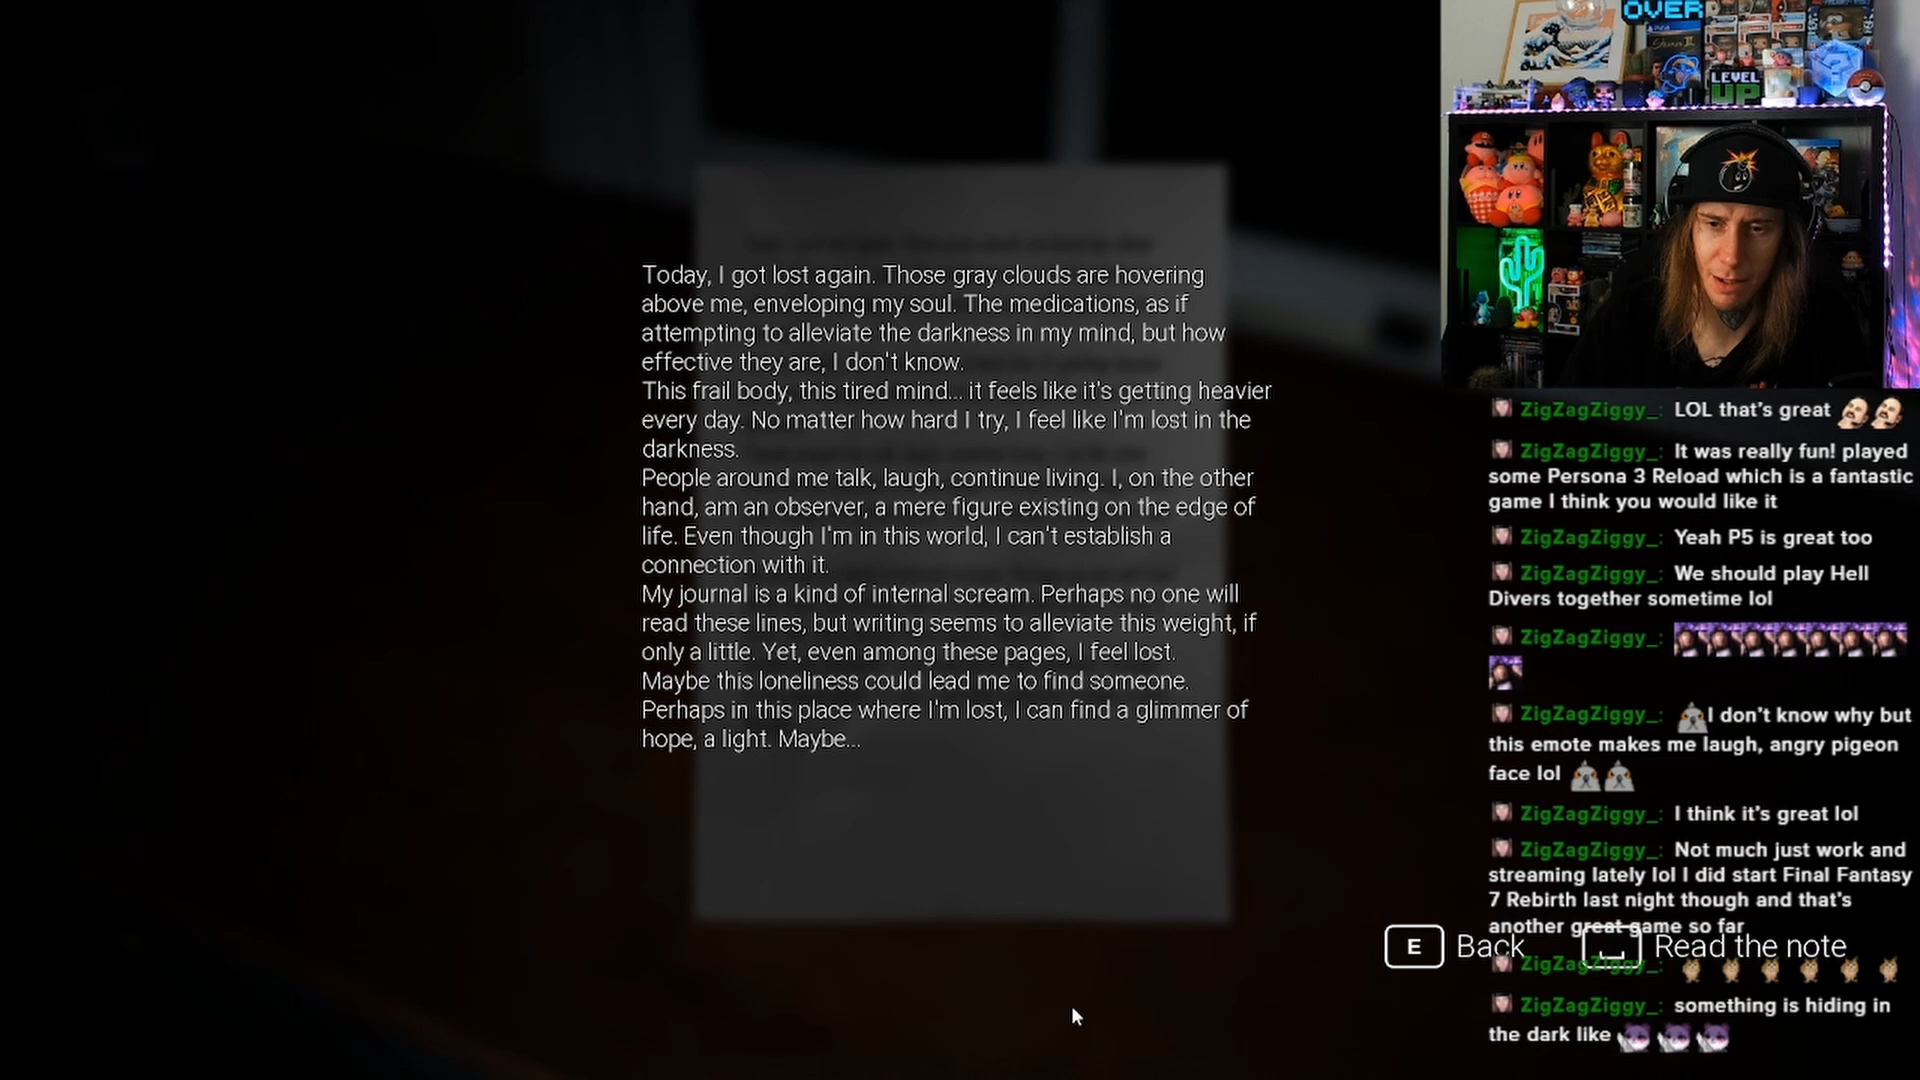 OVER
LEVEL
UP
Today, I got lost again. Those gray clouds are hovering
above me, enveloping my soul. The medications, as if
attempting to alleviate the darkness in my mind, but how
effective they are, I don't know.
This frail body, this tired mind... it feels like it's getting heavier
every day. No matter how hard I try, I feel like I'm lost in the
darkness.
People around me talk, laugh, continue living. I, on the other
hand, am an observer, a mere figure existing on the edge of
life. Even though I'm in this world, I can't establish a
connection with it.
My journal is a kind of internal scream. Perhaps no one will
read these lines, but writing seems to alleviate this weight, if
only a little. Yet, even among these pages, I feel lost.
Maybe this loneliness could lead me to find someone.
Perhaps in this place where I'm lost, I can find a glimmer of
hope, a light. Maybe...
ZigZagZiggy_: LOL that's great
ZigZagZiggy_: It was really fun! played
some Persona 3 Reload which is a fantastic
game I think you would like it
ZigZagZiggy_: Yeah P5 is great too
ZigZagZiggy_: We should play Hell
Divers together sometime lol
ZigZagZiggy_:
ZigZagZiggy_: I don't know why but
this emote makes me laugh, angry pigeon
face lol
ZigZagZiggy_: I think it's great lol
ZigZagZiggy_: Not much just work and
streaming lately lol I did start Final Fantasy
7 Rebirth last night though and that's
another great game so far
E Back Read the note
ZigZagZiggy_:
ZigZagZiggy_: something is hiding in
the dark like